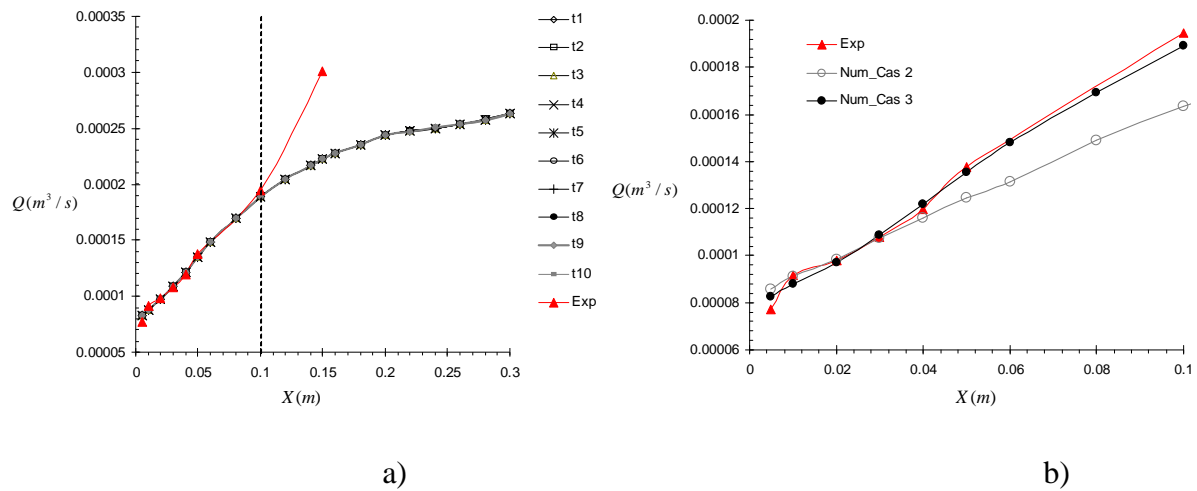 0.00035
0.0003
0.00025
0.0002
0.00015
0.0001
0.00005
Q(m³/s)
0 0.05 0.1 0.15 0.2 0.25 0.3
X(m)
t1
t2
t3
t4
t5
t6
t7
t8
t9
t10
Exp
a)
0.0002
0.00018
0.00016
0.00014
0.00012
0.0001
0.00008
0.00006
Q(m³/s)
0 0.02 0.04 0.06 0.08 0.1
X(m)
Exp
Num_Cas 2
Num_Cas 3
b)